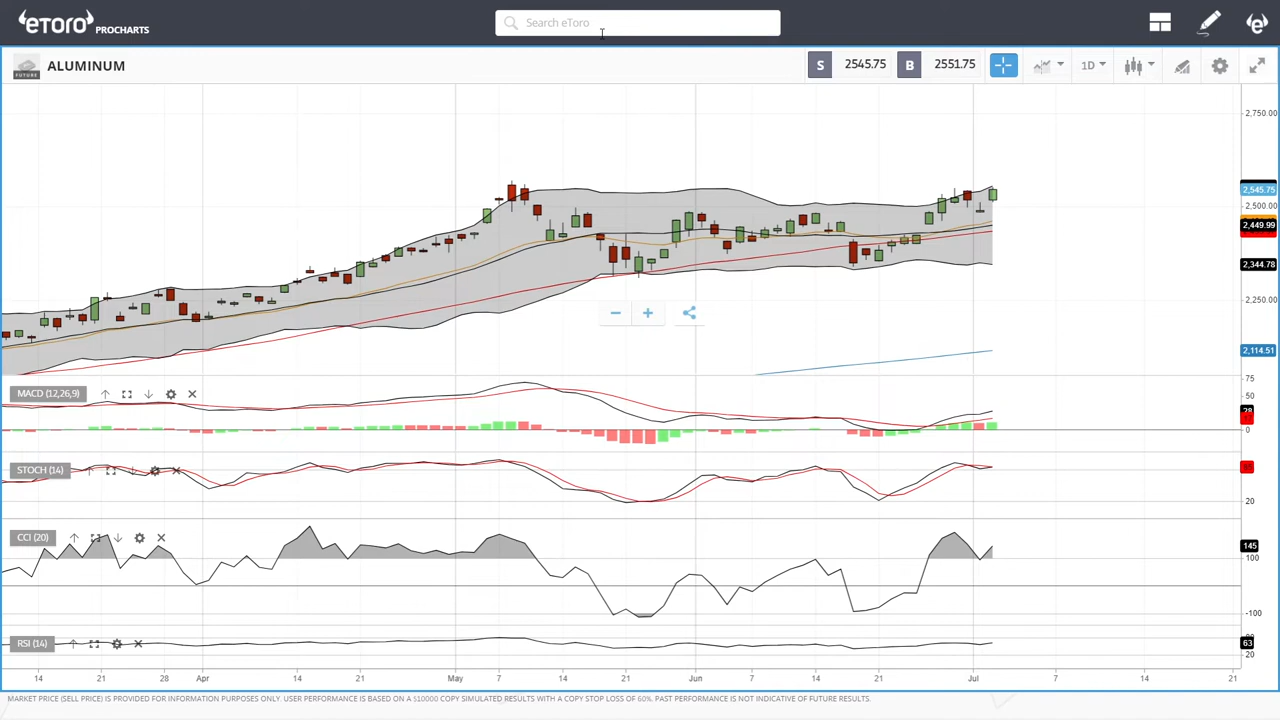 eToro PROCHARTS
Search eToro
FUTURE
ALUMINUM
S 2545.75 B 2551.75
1D
2,750.00
2,545.75
2,500.00
2,449.99
2,344.78
2,250.00
2,114.51
MACD (12,26,9)
75
50
28
0
STOCH (14)
85
20
CCI (20)
145
100
-100
RSI (14)
63
20
14 21 28 Apr 14 21 May 7 14 21 Jun 7 14 21 Jul 7 14 21
MARKET PRICE (SELL PRICE) IS PROVIDED FOR INFORMATION PURPOSES ONLY. USER PERFORMANCE IS BASED ON A $10000 COPY SIMULATED RESULTS WITH A COPY STOP LOSS OF 60%. PAST PERFORMANCE IS NOT INDICATIVE OF FUTURE RESULTS.